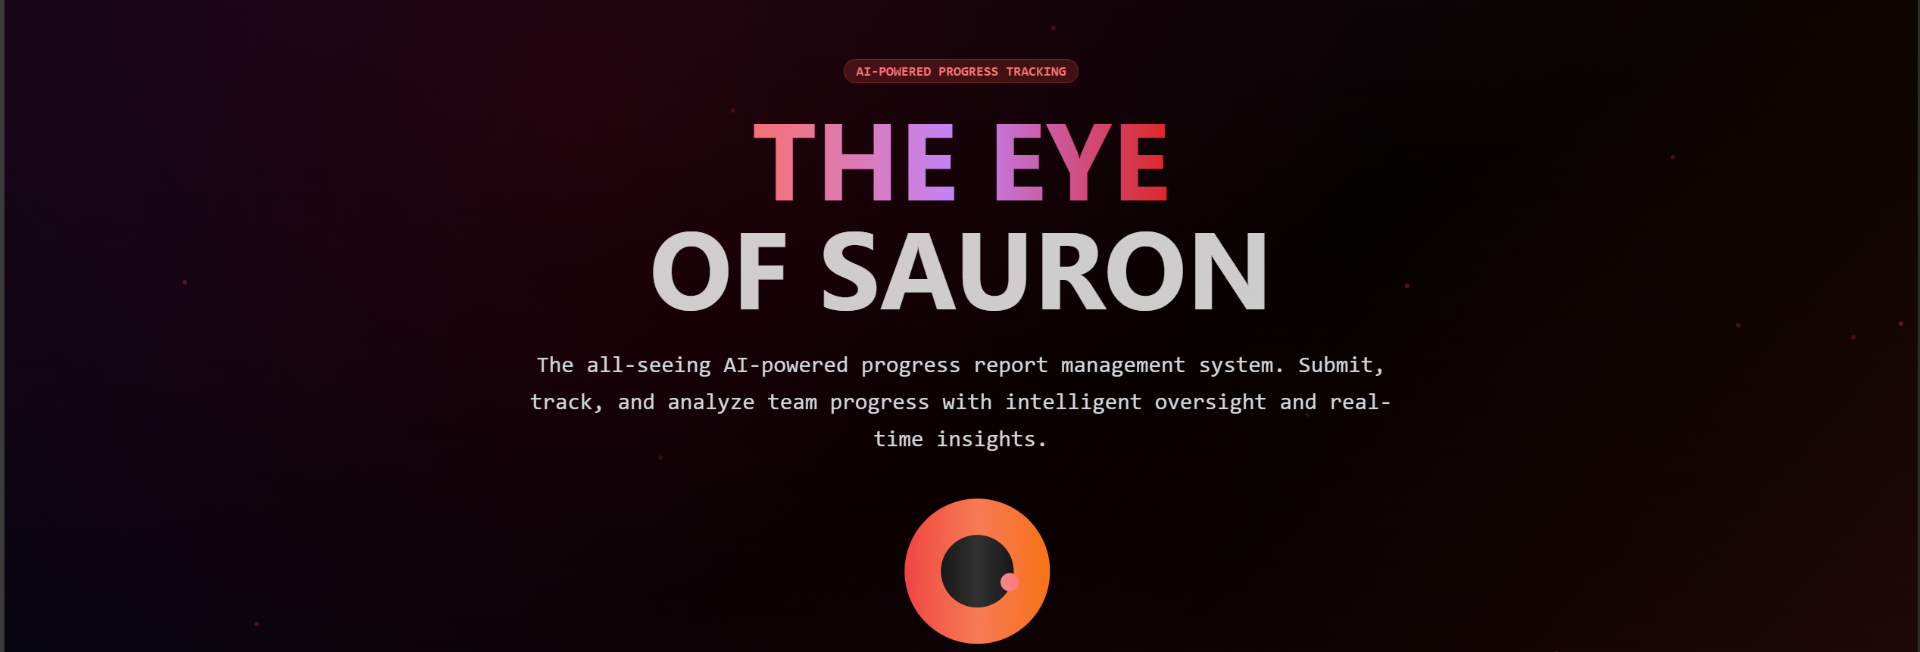 AI-POWERED PROGRESS TRACKING
THE EYE
OF SAURON
The all-seeing AI-powered progress report management system. Submit,
track, and analyze team progress with intelligent oversight and real-
time insights.